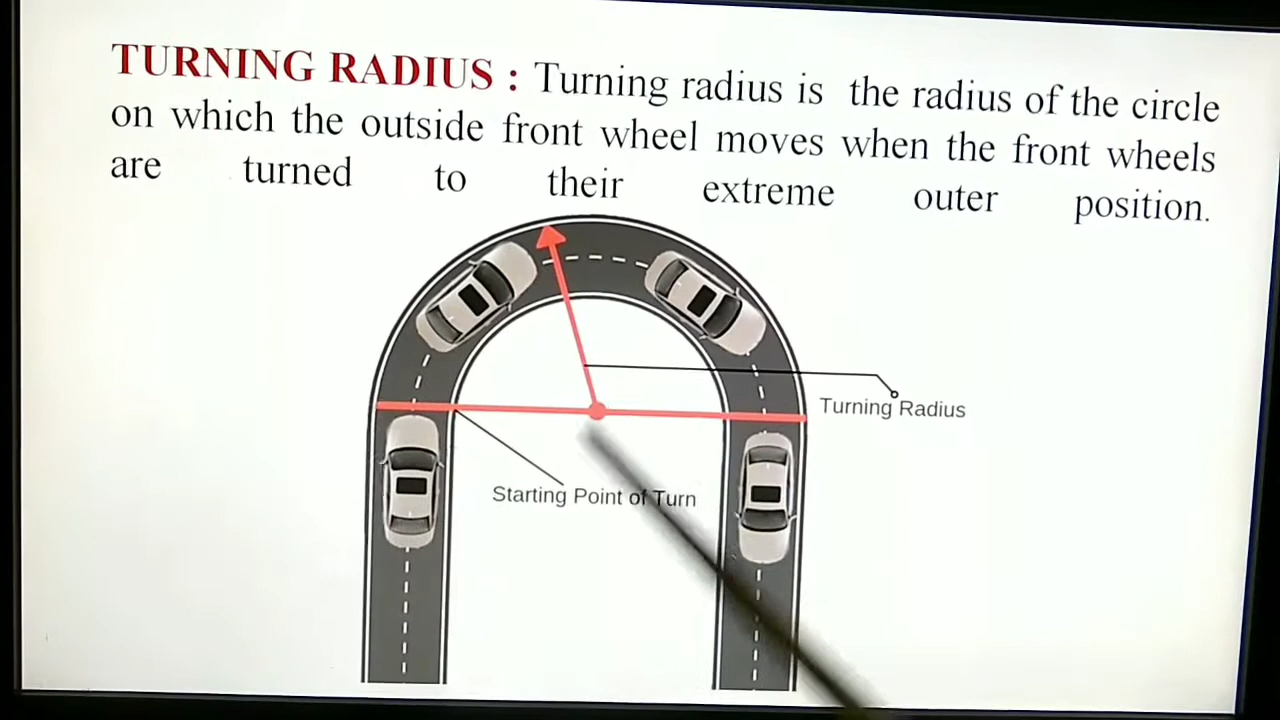 TURNING RADIUS : Turning radius is the radius of the circle
on which the outside front wheel moves when the front wheels
are turned to their extreme outer position.
Turning Radius
Starting Point of Turn